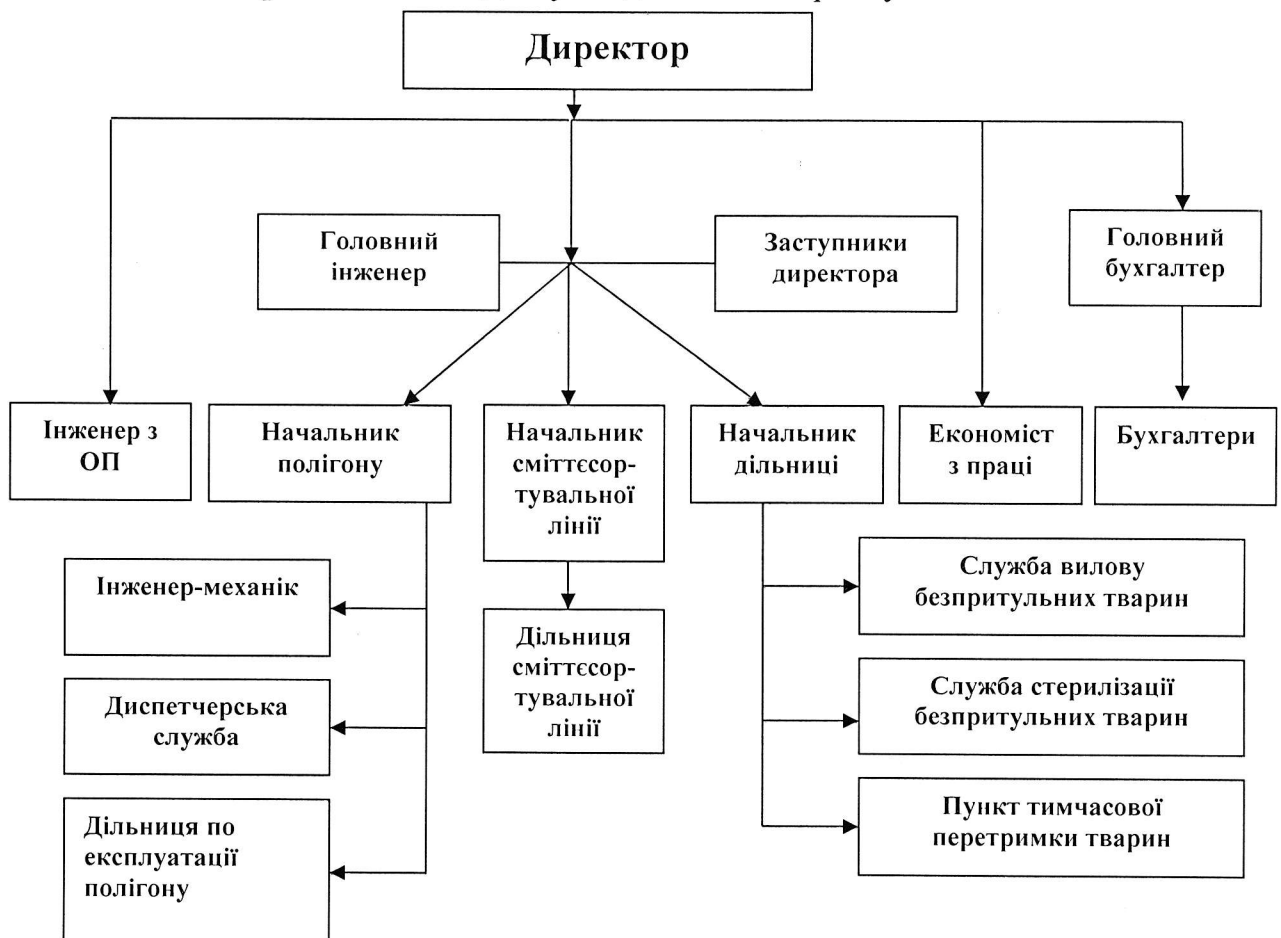 Директор
Головний
інженер
Заступники
директора
Головний
бухгалтер
Інженер з
ОП
Начальник
полігону
Начальник
сміттєсор-
тувальної
лінії
Начальник
дільниці
Економіст
з праці
Бухгалтери
Інженер-механік
Диспетчерська
служба
Дільниця по
експлуатації
полігону
Дільниця
сміттєсор-
тувальної
лінії
Служба вилову
безпритульних тварин
Служба стерилізації
безпритульних тварин
Пункт тимчасової
перетримки тварин